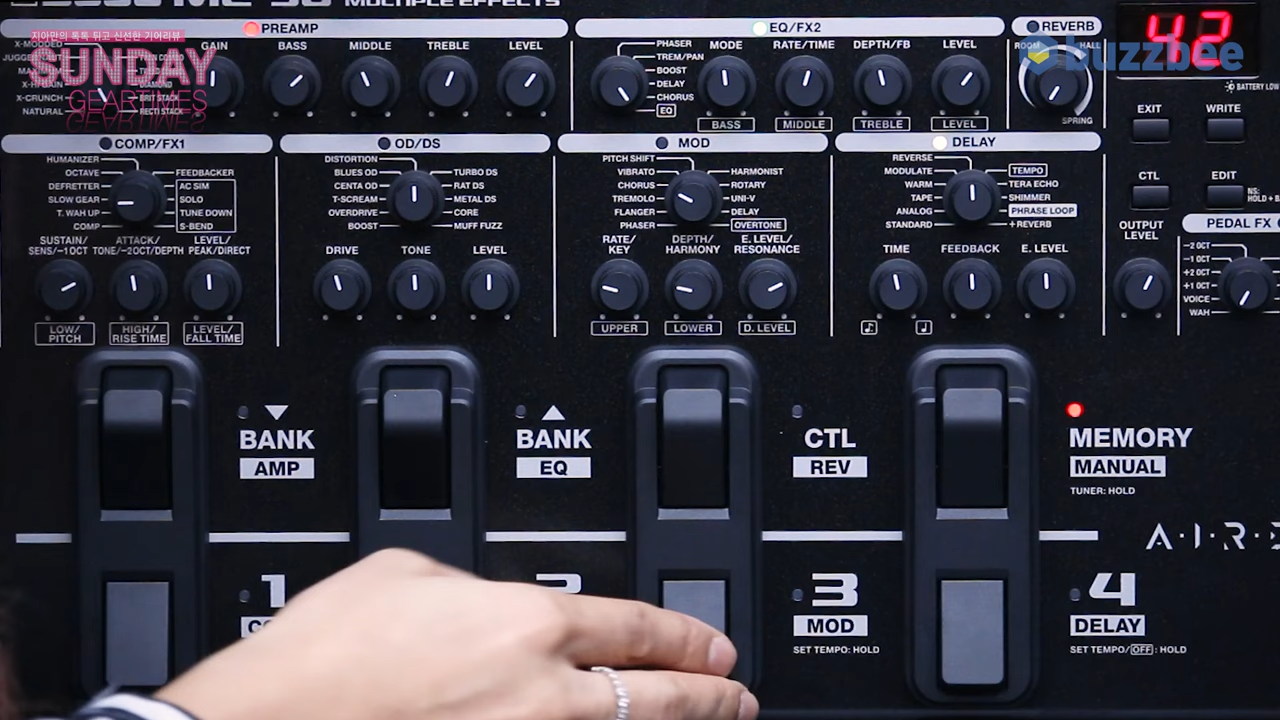 MULTIPLE EFFECTS
지아만의 톡톡 튀고 신선한 기어리뷰
SUNDAY
GEARTIMES
buzzbee
PREAMP
GAIN
BASS
MIDDLE
TREBLE
LEVEL
X-CRUNCH
NATURAL
EQ/FX2
PHASER
TREM/PAN
BOOST
DELAY
CHORUS
EQ
MODE
RATE/TIME
DEPTH/FB
LEVEL
BASS
MIDDLE
TREBLE
LEVEL
REVERB
ROOM
HALL
SPRING
42
BATTERY LOW
EXIT
WRITE
CTL
EDIT
NS:
COMP/FX1
HUMANIZER
OCTAVE
DEFRETTER
SLOW GEAR
T. WAH UP
COMP
FEEDBACKER
AC SIM
SOLO
TUNE DOWN
S-BEND
SUSTAIN/
SENS/-1OCT
ATTACK/
TONE/-2OCT/DEPTH
LEVEL/
PEAK/DIRECT
LOW/
PITCH
HIGH/
RISE TIME
LEVEL/
FALL TIME
OD/DS
DISTORTION
BLUES OD
CENTA OD
T-SCREAM
OVERDRIVE
BOOST
TURBO DS
RAT DS
METAL DS
CORE
MUFF FUZZ
DRIVE
TONE
LEVEL
MOD
PITCH SHIFT
VIBRATO
CHORUS
TREMOLO
FLANGER
PHASER
HARMONIST
ROTARY
UNI-V
DELAY
OVERTONE
RATE/
KEY
DEPTH/
HARMONY
E. LEVEL/
RESONANCE
UPPER
LOWER
D. LEVEL
DELAY
REVERSE
MODULATE
WARM
TAPE
ANALOG
STANDARD
TEMPO
TERA ECHO
SHIMMER
PHRASE LOOP
+REVERB
TIME
FEEDBACK
E. LEVEL
OUTPUT
LEVEL
PEDAL FX
-2 OCT
-1 OCT
+2 OCT
+1 OCT
VOICE
WAH
BANK
AMP
BANK
EQ
CTL
REV
MEMORY
MANUAL
TUNER: HOLD
1
3
MOD
SET TEMPO: HOLD
4
DELAY
SET TEMPO/OFF: HOLD